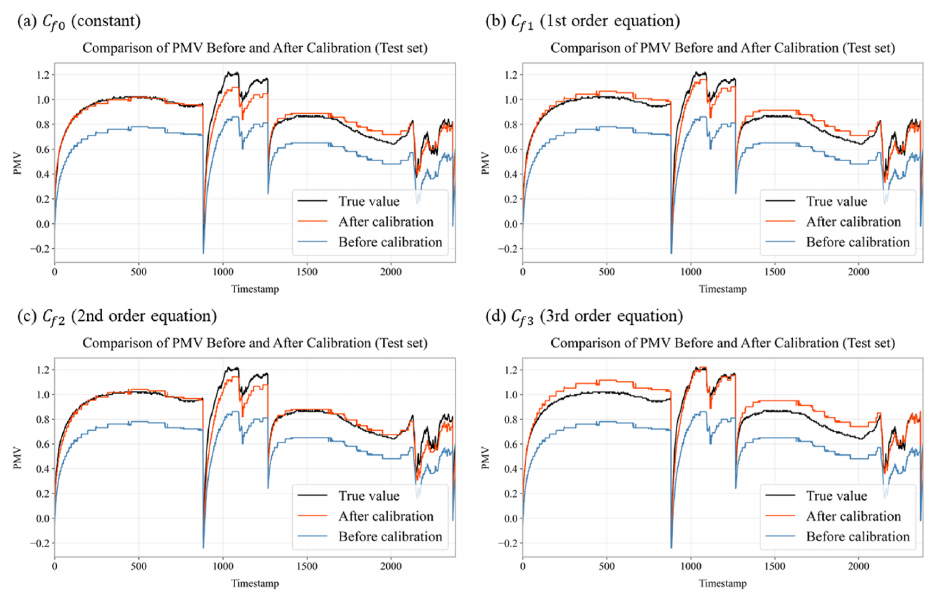 (a) C_f0 (constant)
Comparison of PMV Before and After Calibration (Test set)
1.2
1.0
0.8
0.6
0.4
0.2
0.0
−0.2
PMV
True value
After calibration
Before calibration
0 500 1000 1500 2000
Timestamp
(b) C_f1 (1st order equation)
Comparison of PMV Before and After Calibration (Test set)
1.2
1.0
0.8
0.6
0.4
0.2
0.0
−0.2
PMV
True value
After calibration
Before calibration
0 500 1000 1500 2000
Timestamp
(c) C_f2 (2nd order equation)
Comparison of PMV Before and After Calibration (Test set)
1.2
1.0
0.8
0.6
0.4
0.2
0.0
−0.2
PMV
True value
After calibration
Before calibration
0 500 1000 1500 2000
Timestamp
(d) C_f3 (3rd order equation)
Comparison of PMV Before and After Calibration (Test set)
1.2
1.0
0.8
0.6
0.4
0.2
0.0
−0.2
PMV
True value
After calibration
Before calibration
0 500 1000 1500 2000
Timestamp